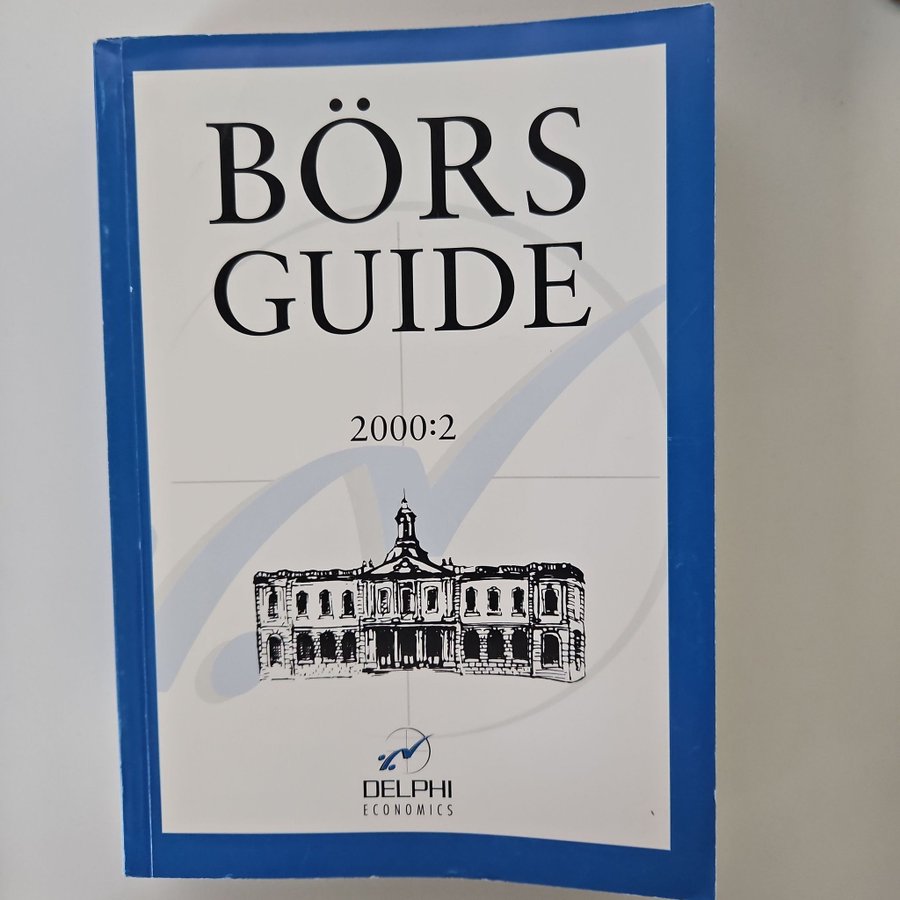 BÖRS
GUIDE
2000:2
DELPHI
ECONOMICS